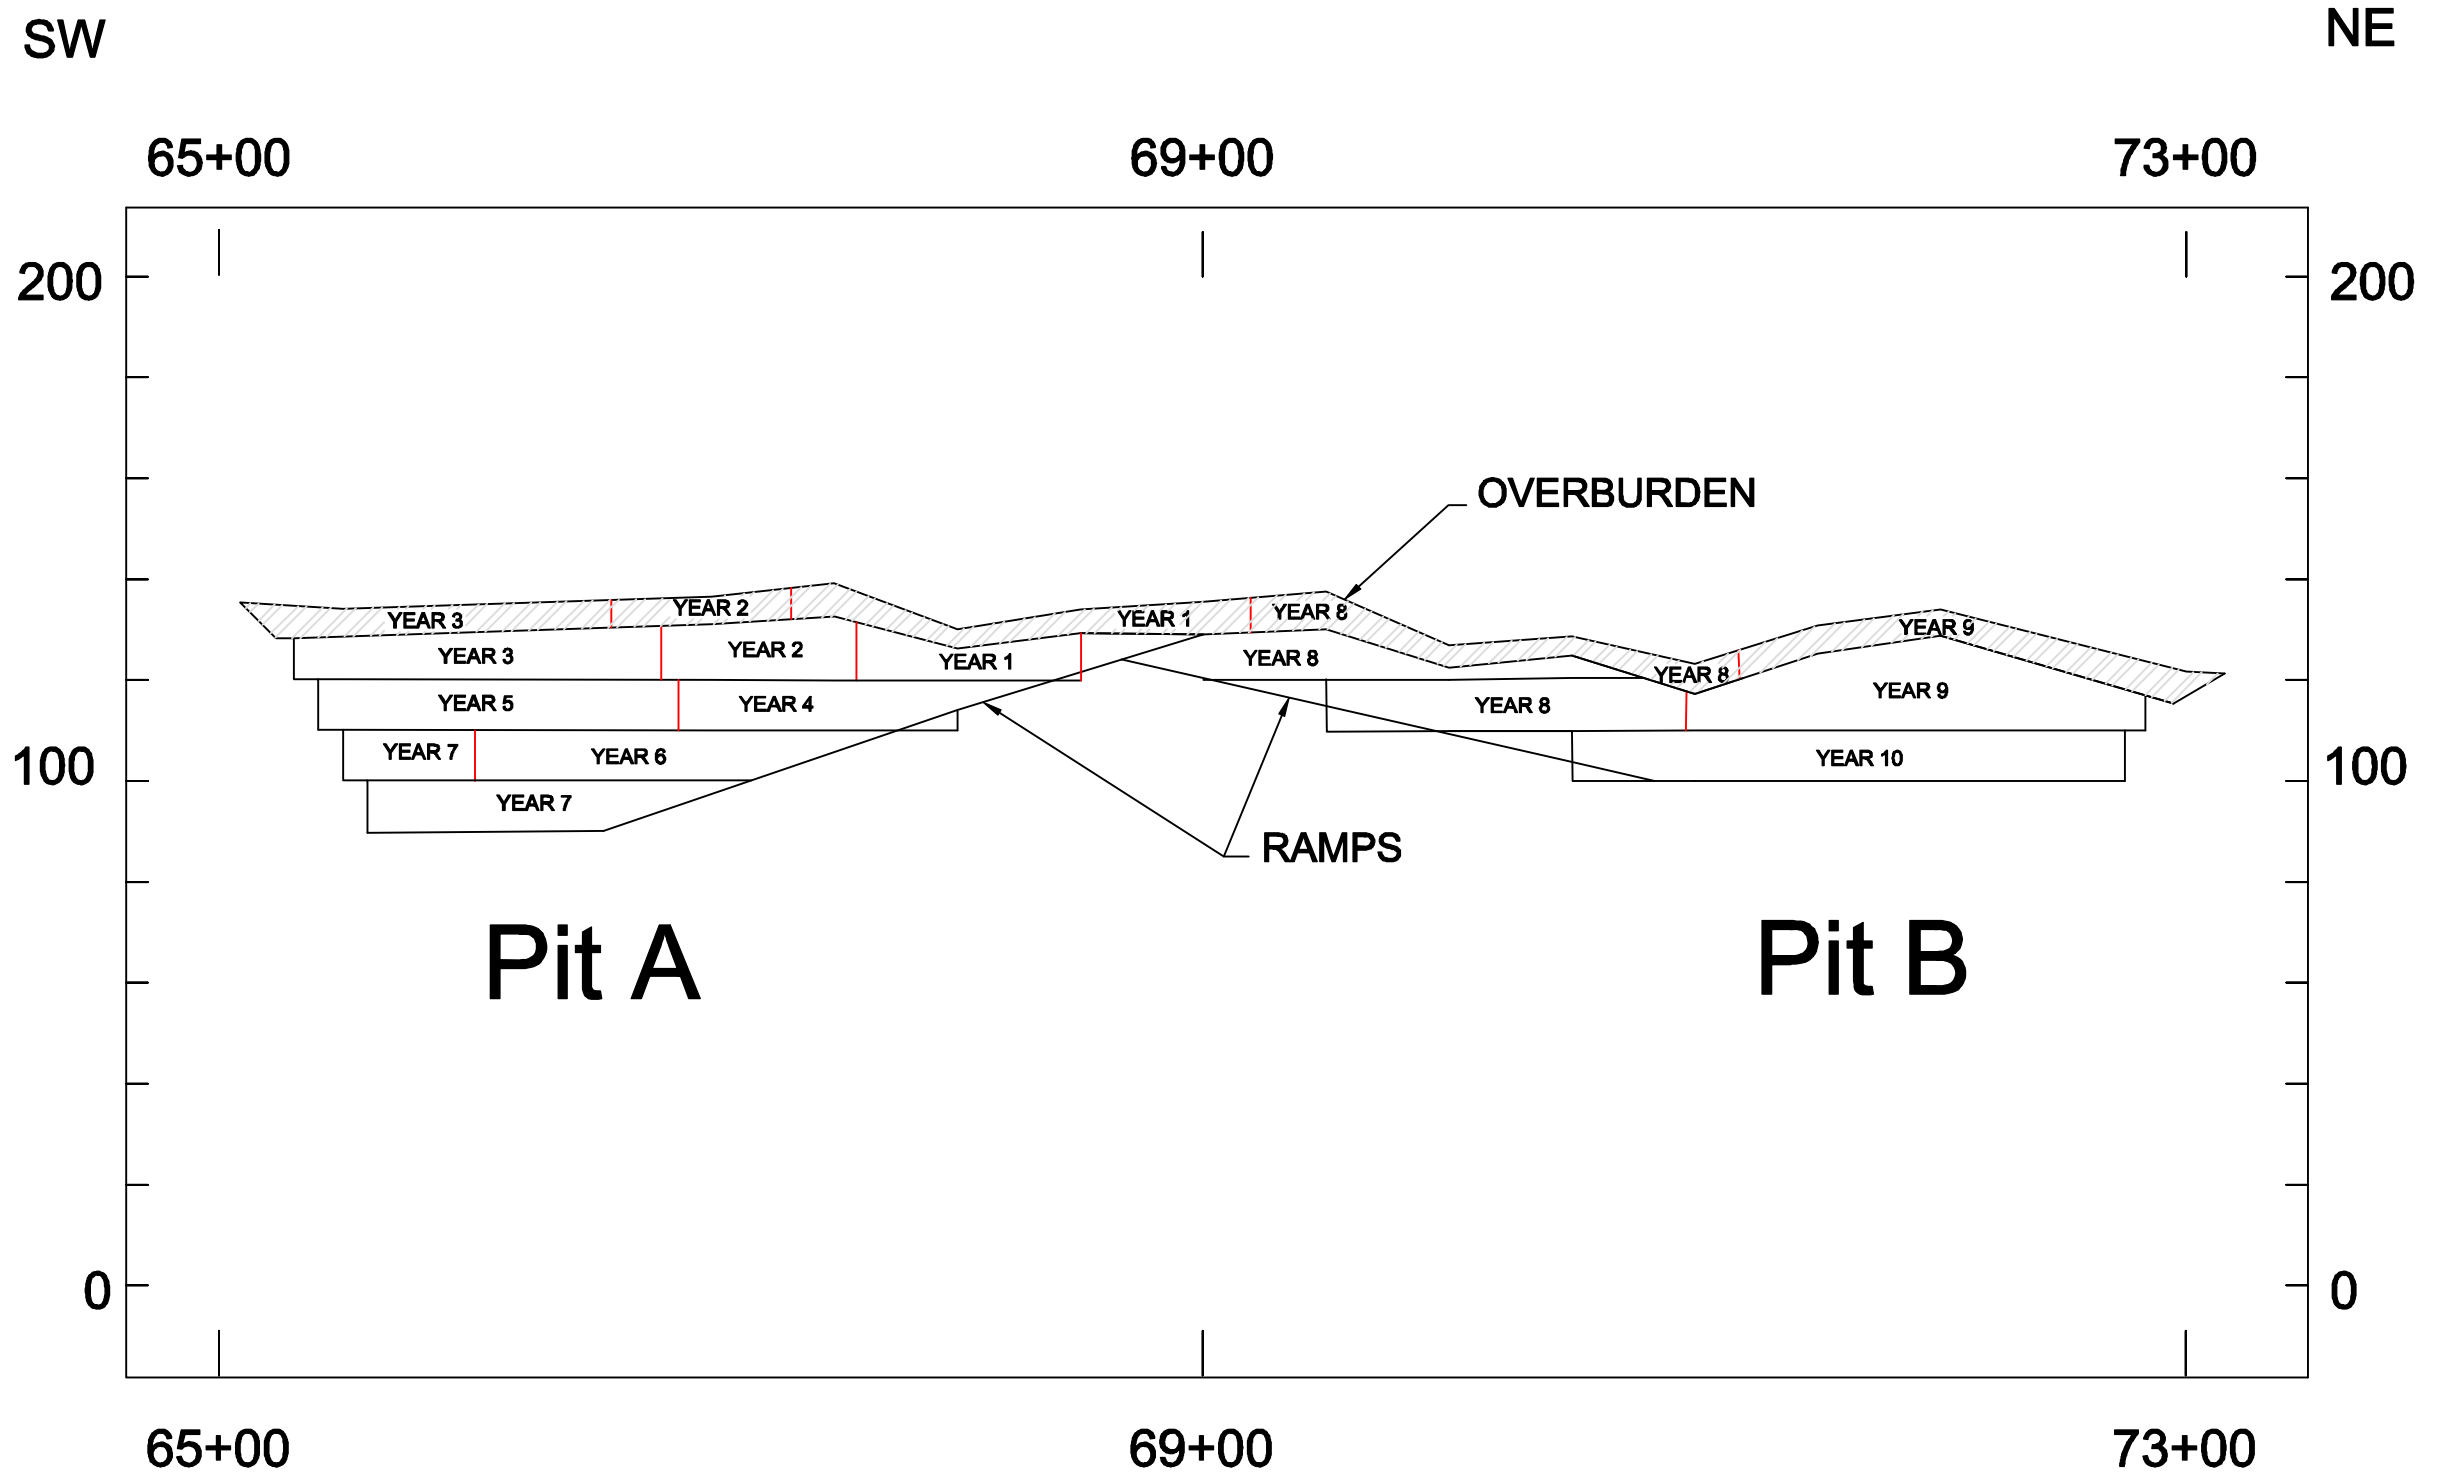 SW
NE
65+00
69+00
73+00
200
200
OVERBURDEN
YEAR 3
YEAR 2
YEAR 1
YEAR 8
YEAR 8
YEAR 9
YEAR 3
YEAR 2
YEAR 1
YEAR 8
YEAR 9
YEAR 5
YEAR 4
YEAR 8
YEAR 7
YEAR 6
YEAR 10
100
100
YEAR 7
RAMPS
Pit A
Pit B
0
0
65+00
69+00
73+00